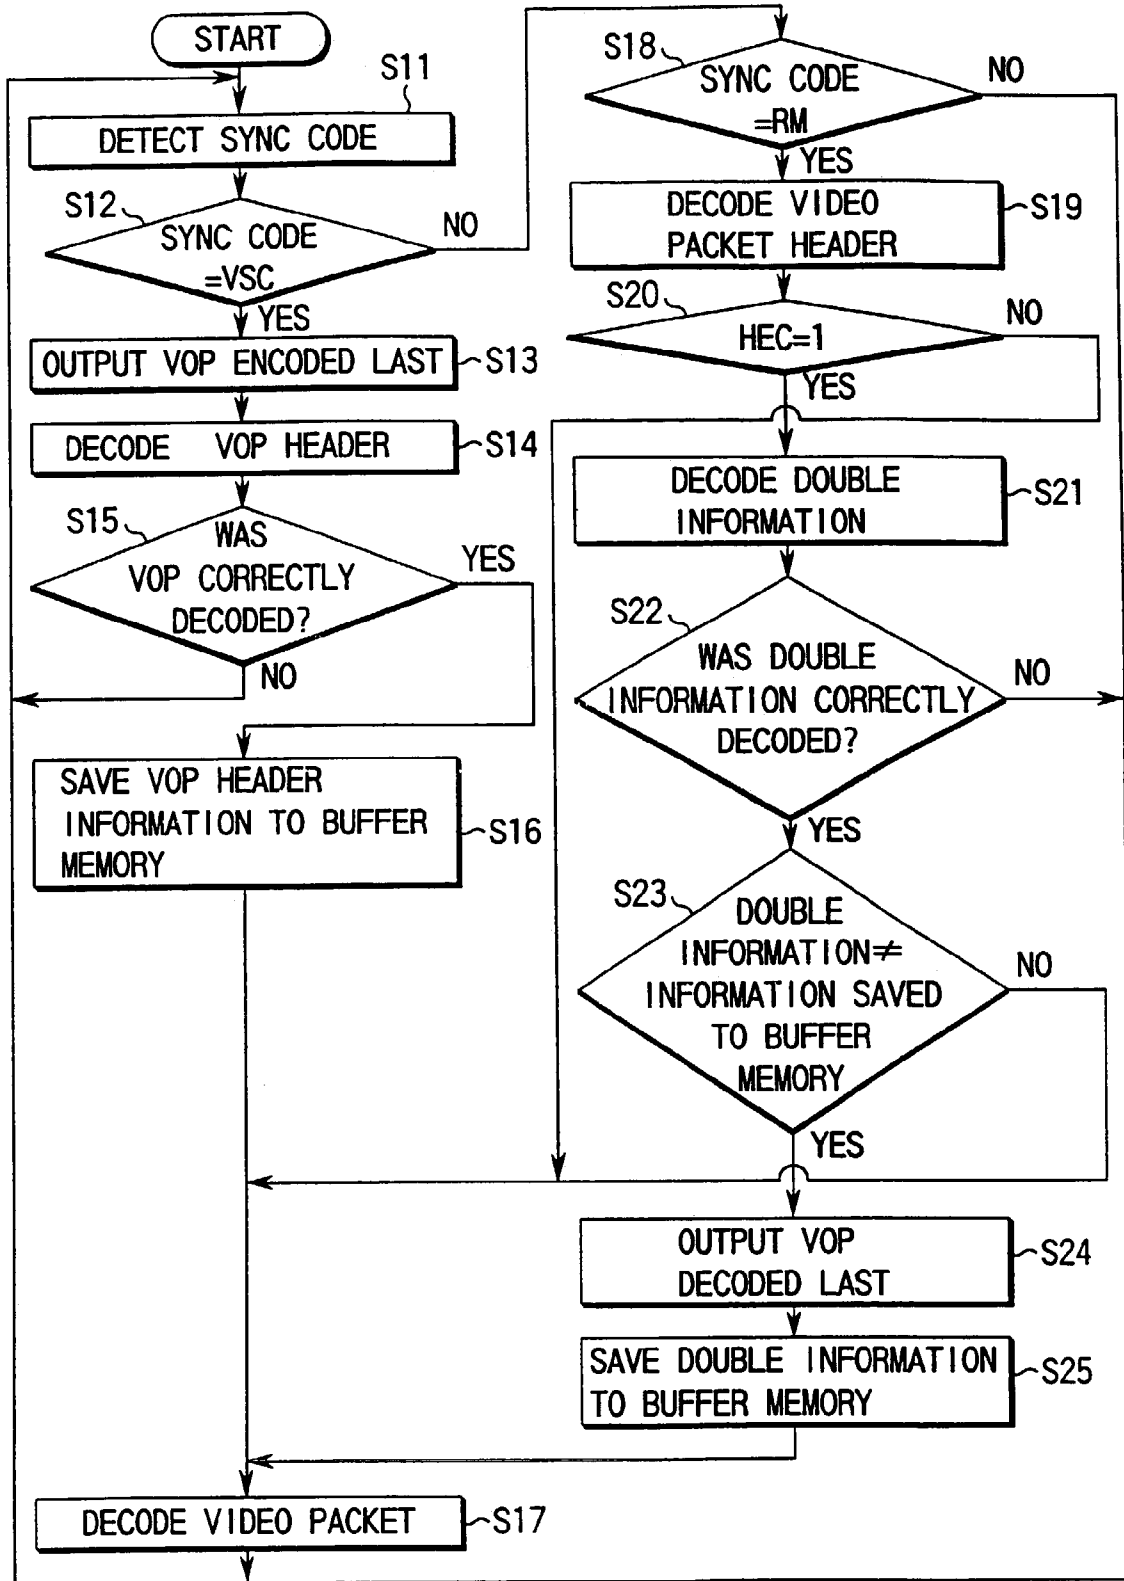 START
S11
DETECT SYNC CODE
S12
SYNC CODE
=VSC
NO
YES
OUTPUT VOP ENCODED LAST
S13
DECODE VOP HEADER
S14
S15
WAS
VOP CORRECTLY
DECODED?
YES
NO
SAVE VOP HEADER
INFORMATION TO BUFFER
MEMORY
S16
S18
SYNC CODE
=RM
NO
YES
DECODE VIDEO
PACKET HEADER
S19
S20
HEC=1
NO
YES
DECODE DOUBLE
INFORMATION
S21
S22
WAS DOUBLE
INFORMATION CORRECTLY
DECODED?
NO
YES
S23
DOUBLE
INFORMATION≠
INFORMATION SAVED
TO BUFFER
MEMORY
NO
YES
OUTPUT VOP
DECODED LAST
S24
SAVE DOUBLE INFORMATION
TO BUFFER MEMORY
S25
DECODE VIDEO PACKET
S17